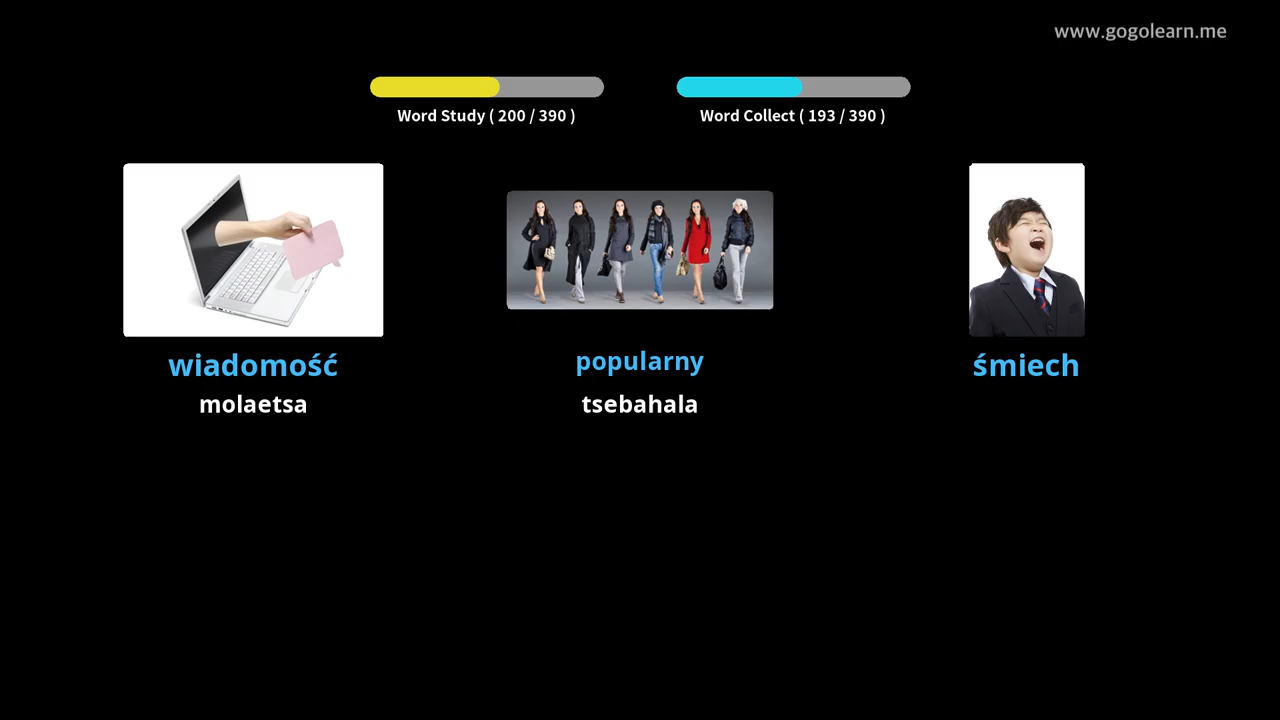 www.gogolearn.me
Word Study ( 200 / 390 )
Word Collect ( 193 / 390 )
wiadomość
molaetsa
popularny
tsebahala
śmiech